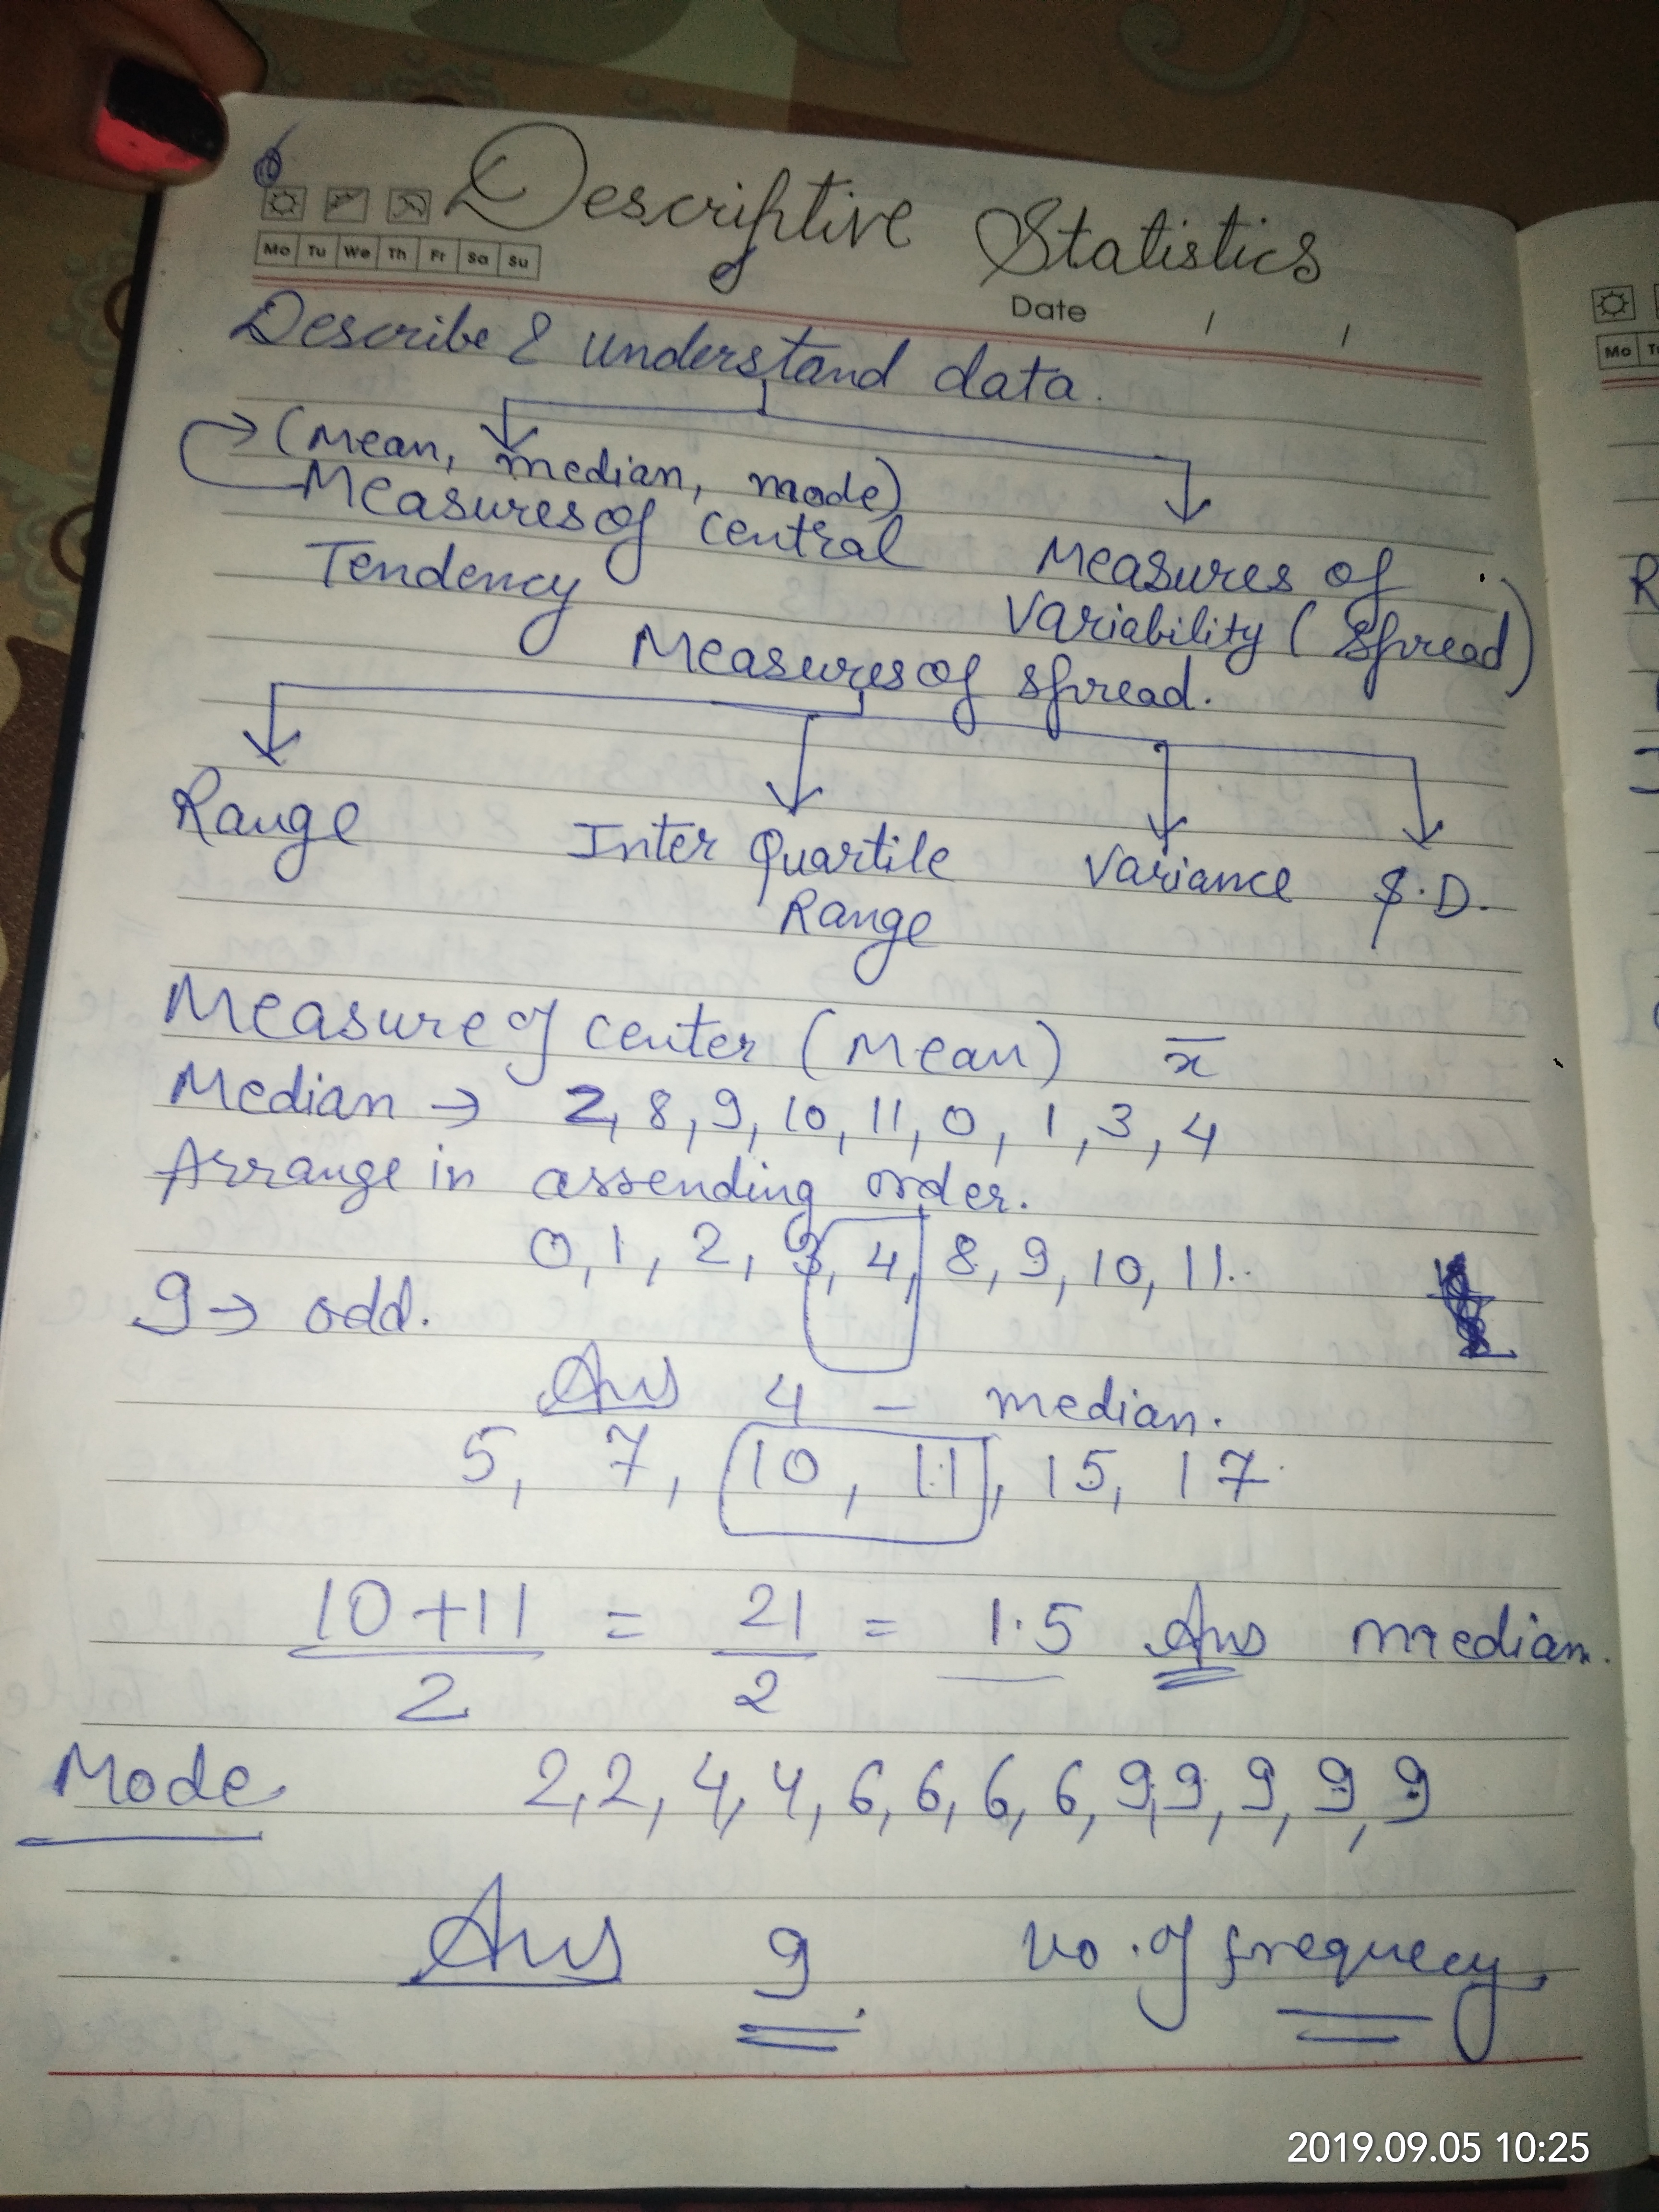 Descriptive Statistics
Mo Tu We Th Fr Sa Su
Date / /
Describe & understand data.
(Mean, median, mode)
Measures of central
Tendency
Measures of
Variability (Spread)
Measures of spread.
Range
Inter Quartile
Range
Variance
S.D.
Measure of center (Mean) x̄
Median → 2, 8, 9, 10, 11, 0, 1, 3, 4
Arrange in assending order.
0, 1, 2, 3, 4, 8, 9, 10, 11.
9 → odd.
Ans 4 - median.
5, 7, 10, 11, 15, 17
10+11/2 = 21/2 = 1.5 Ans median.
Mode 2, 2, 4, 4, 6, 6, 6, 6, 9, 9, 9, 9, 9
Ans 9 no. of frequecy
Mo
2019.09.05 10:25